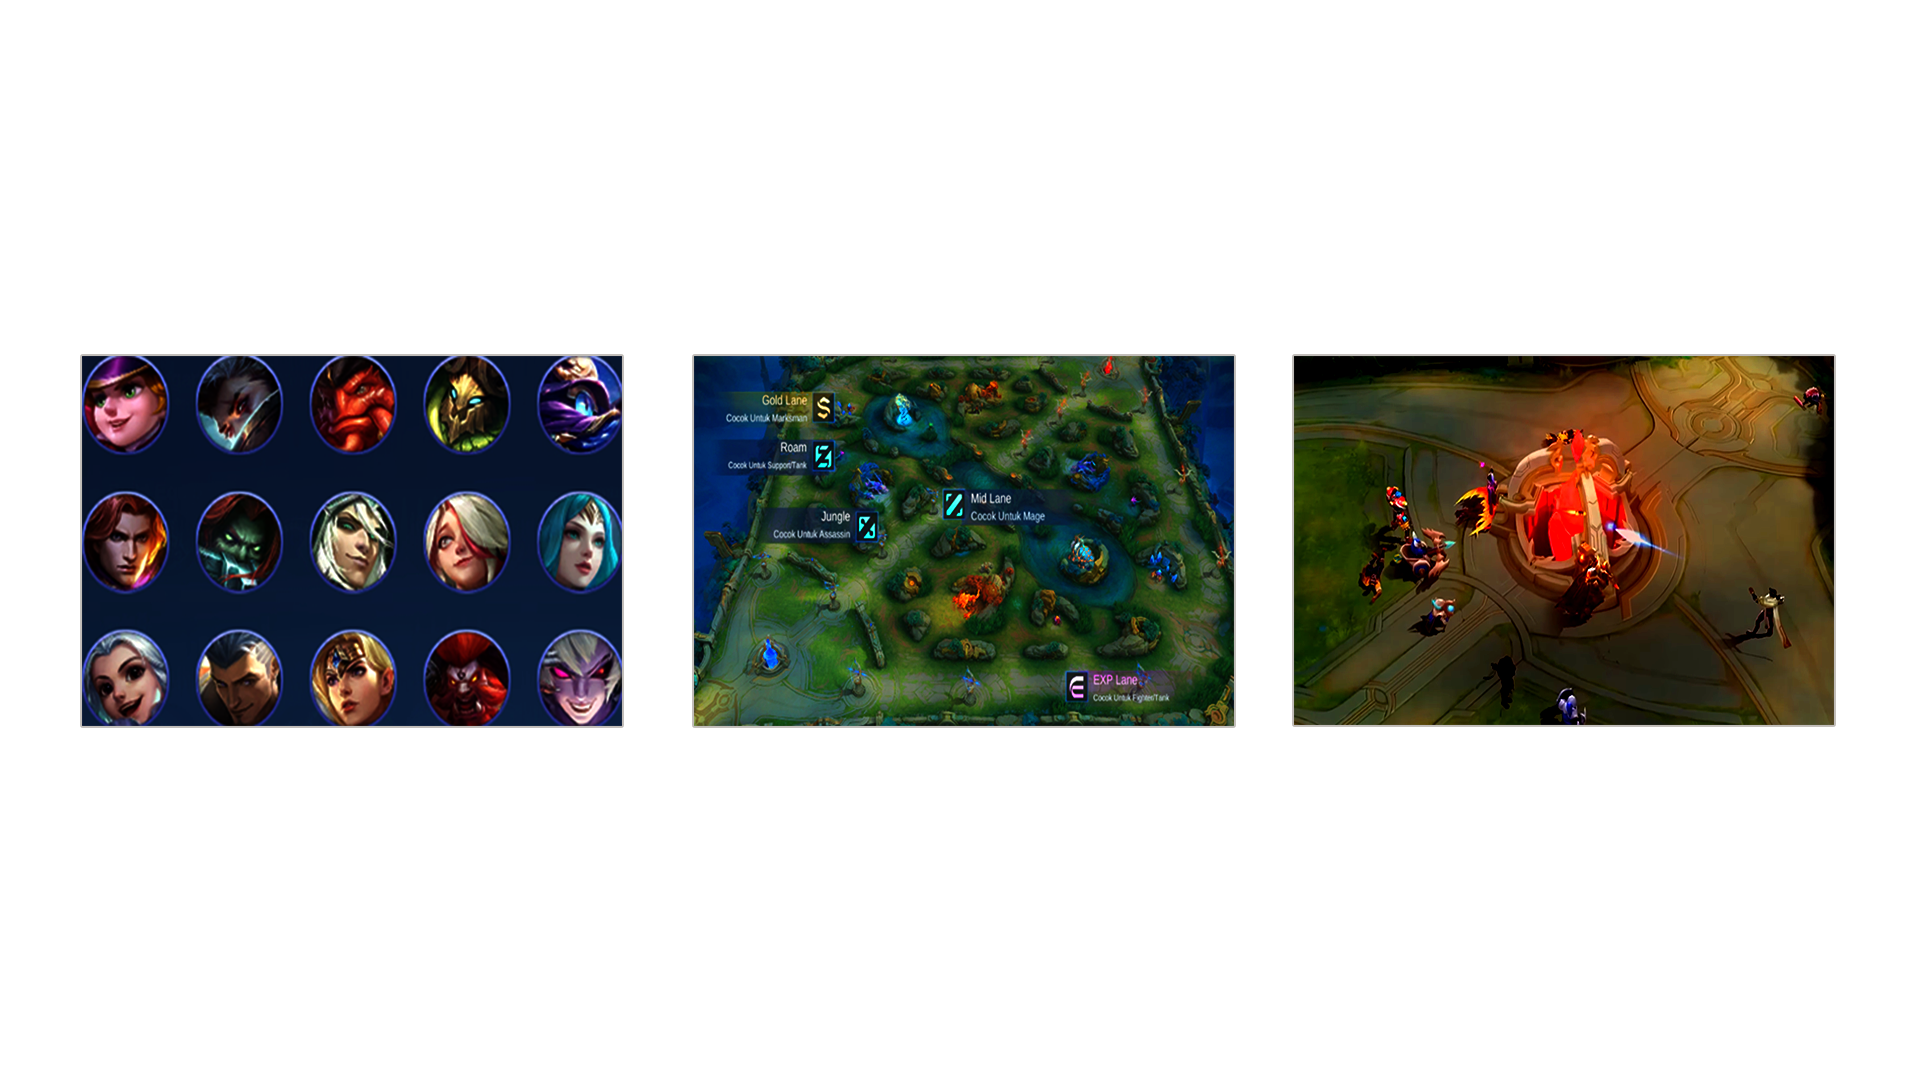 Gold Lane
Cocok Untuk Marksman
Roam
Cocok Untuk Support/Tank
Jungle
Cocok Untuk Assassin
Mid Lane
Cocok Untuk Mage
EXP Lane
Cocok Untuk Fighter/Tank